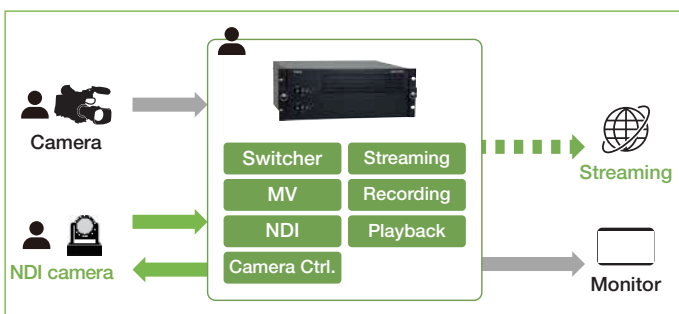 Camera
Switcher
Streaming
MV
Recording
NDI
Playback
Camera Ctrl.
Streaming
NDI camera
Monitor